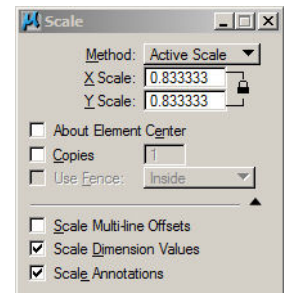 Scale
Method: Active Scale
X Scale: 0.833333
Y Scale: 0.833333
About Element Center
Copies 1
Use Fence: Inside
Scale Multi-line Offsets
Scale Dimension Values
Scale Annotations